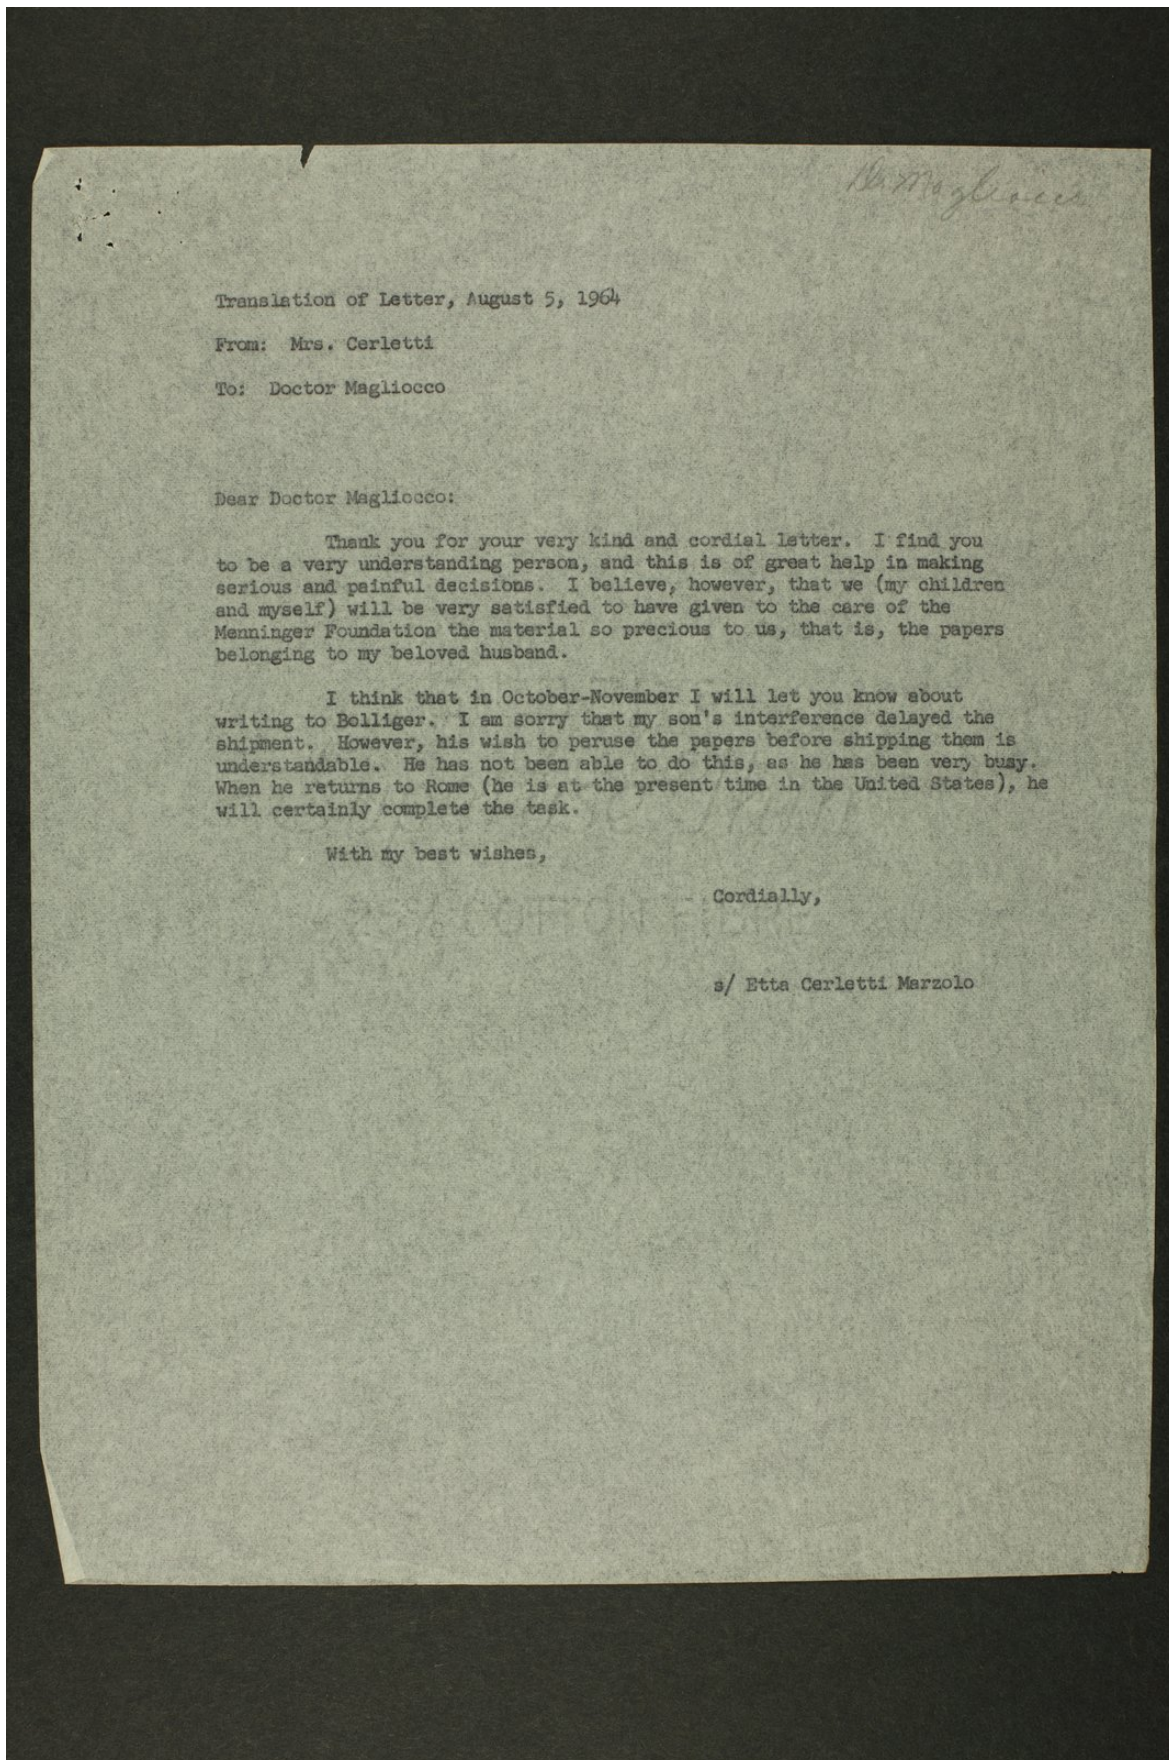 Dr. Magliocco
Translation of Letter, August 5, 1964
From: Mrs. Cerletti
To: Doctor Magliocco
Dear Doctor Magliocco:
Thank you for your very kind and cordial letter. I find you
to be a very understanding person, and this is of great help in making
serious and painful decisions. I believe, however, that we (my children
and myself) will be very satisfied to have given to the care of the
Menninger Foundation the material so precious to us, that is, the papers
belonging to my beloved husband.
I think that in October-November I will let you know about
writing to Bolliger. I am sorry that my son's interference delayed the
shipment. However, his wish to peruse the papers before shipping them is
understandable. He has not been able to do this, as he has been very busy.
When he returns to Rome (he is at the present time in the United States), he
will certainly complete the task.
With my best wishes,
COTTON FIBRE
Cordially,
s/ Etta Cerletti Marzolo